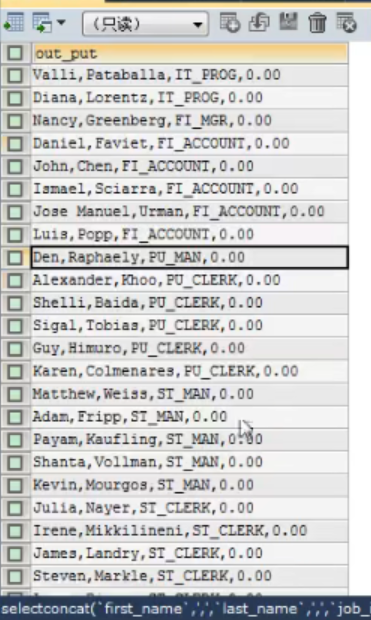 （只读）
out_put
Valli,Pataballa,IT_PROG,0.00
Diana,Lorentz,IT_PROG,0.00
Nancy,Greenberg,FI_MGR,0.00
Daniel,Faviet,FI_ACCOUNT,0.00
John,Chen,FI_ACCOUNT,0.00
Ismael,Sciarra,FI_ACCOUNT,0.00
Jose Manuel,Urman,FI_ACCOUNT,0.00
Luis,Popp,FI_ACCOUNT,0.00
Den,Raphaely,PU_MAN,0.00
Alexander,Khoo,PU_CLERK,0.00
Shelli,Baida,PU_CLERK,0.00
Sigal,Tobias,PU_CLERK,0.00
Guy,Himuro,PU_CLERK,0.00
Karen,Colmenares,PU_CLERK,0.00
Matthew,Weiss,ST_MAN,0.00
Adam,Fripp,ST_MAN,0.00
Payam,Kaufling,ST_MAN,0.00
Shanta,Vollman,ST_MAN,0.00
Kevin,Mourgos,ST_MAN,0.00
Julia,Nayer,ST_CLERK,0.00
Irene,Mikkilineni,ST_CLERK,0.00
James,Landry,ST_CLERK,0.00
Steven,Markle,ST_CLERK,0.00
selectconcat(`first_name`,',',`last_name`,',',`job_